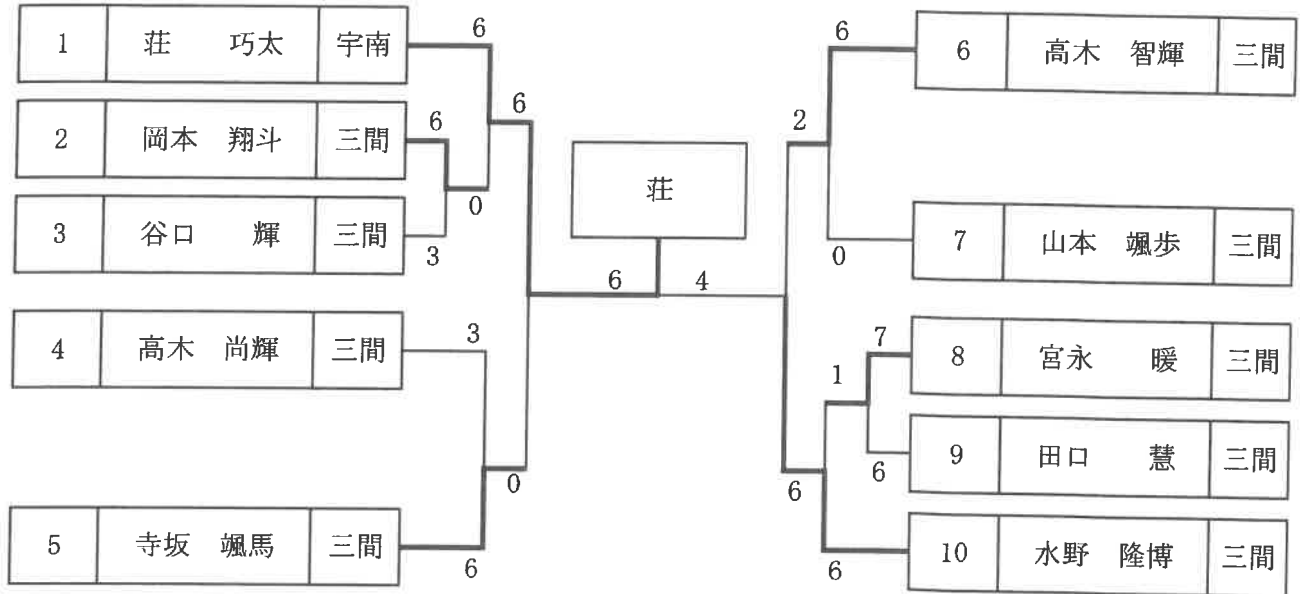 1 荘 巧太 宇南
6
2 岡本 翔斗 三間
6
6
3 谷口 輝 三間
3
0
4 高木 尚輝 三間
3
5 寺坂 颯馬 三間
6
0
荘
6 4
6 高木 智輝 三間
6
2
7 山本 颯歩 三間
0
8 宮永 暖 三間
7
1
9 田口 慧 三間
6
6
10 水野 隆博 三間
6